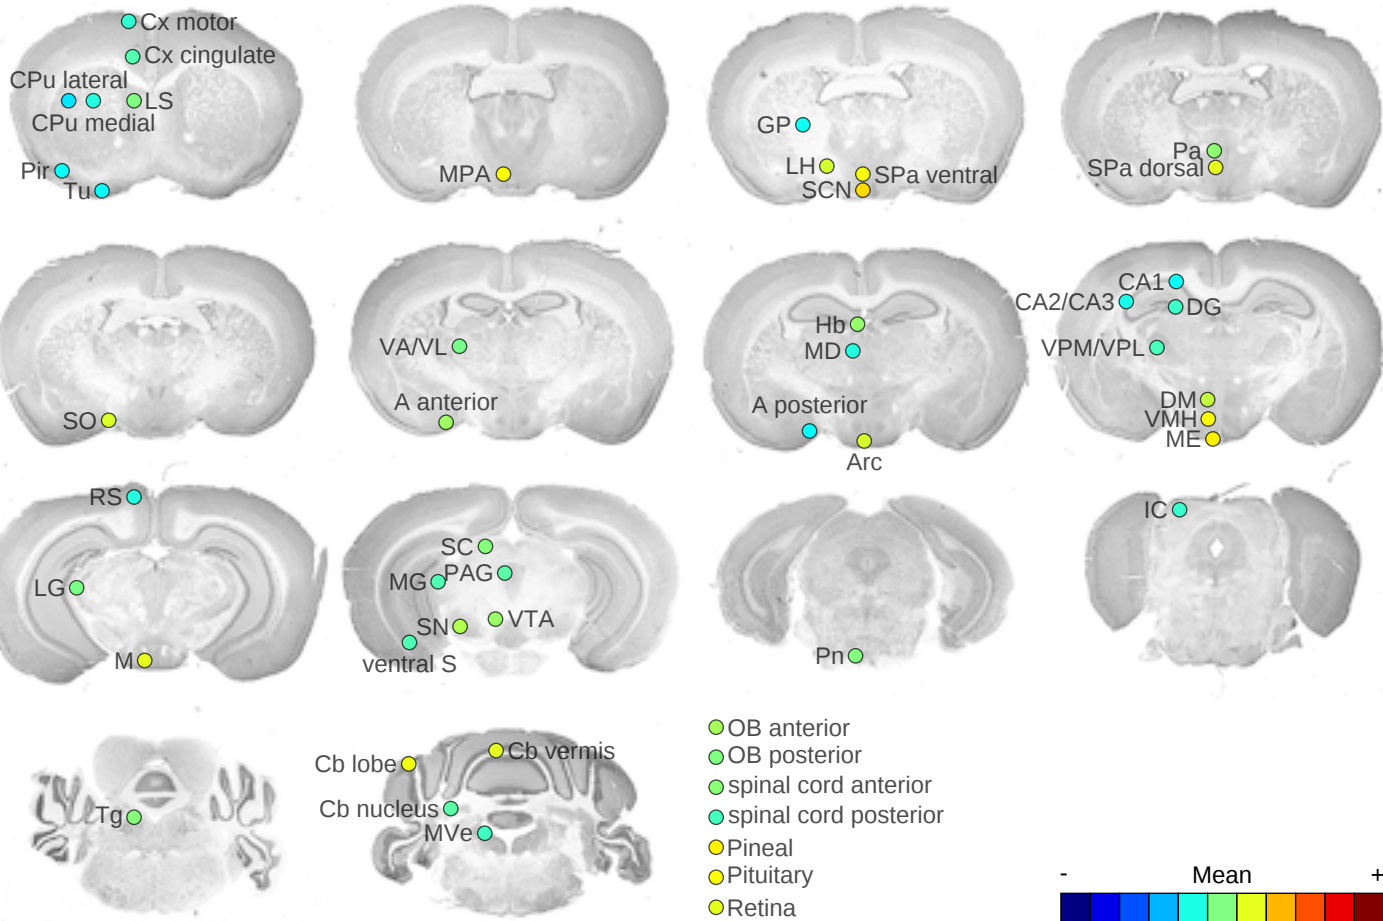 Cx motor
Cx cingulate
CPu lateral
LS
CPu medial
Pir
Tu
MPA
GP
LH
SPa ventral
SCN
Pa
SPa dorsal
SO
VA/VL
A anterior
Hb
MD
A posterior
Arc
CA1
CA2/CA3
DG
VPM/VPL
DM
VMH
ME
RS
LG
M
SC
MG
PAG
SN
VTA
ventral S
Pn
IC
Tg
Cb lobe
Cb vermis
Cb nucleus
MVe
OB anterior
OB posterior
spinal cord anterior
spinal cord posterior
Pineal
Pituitary
Retina
- Mean +